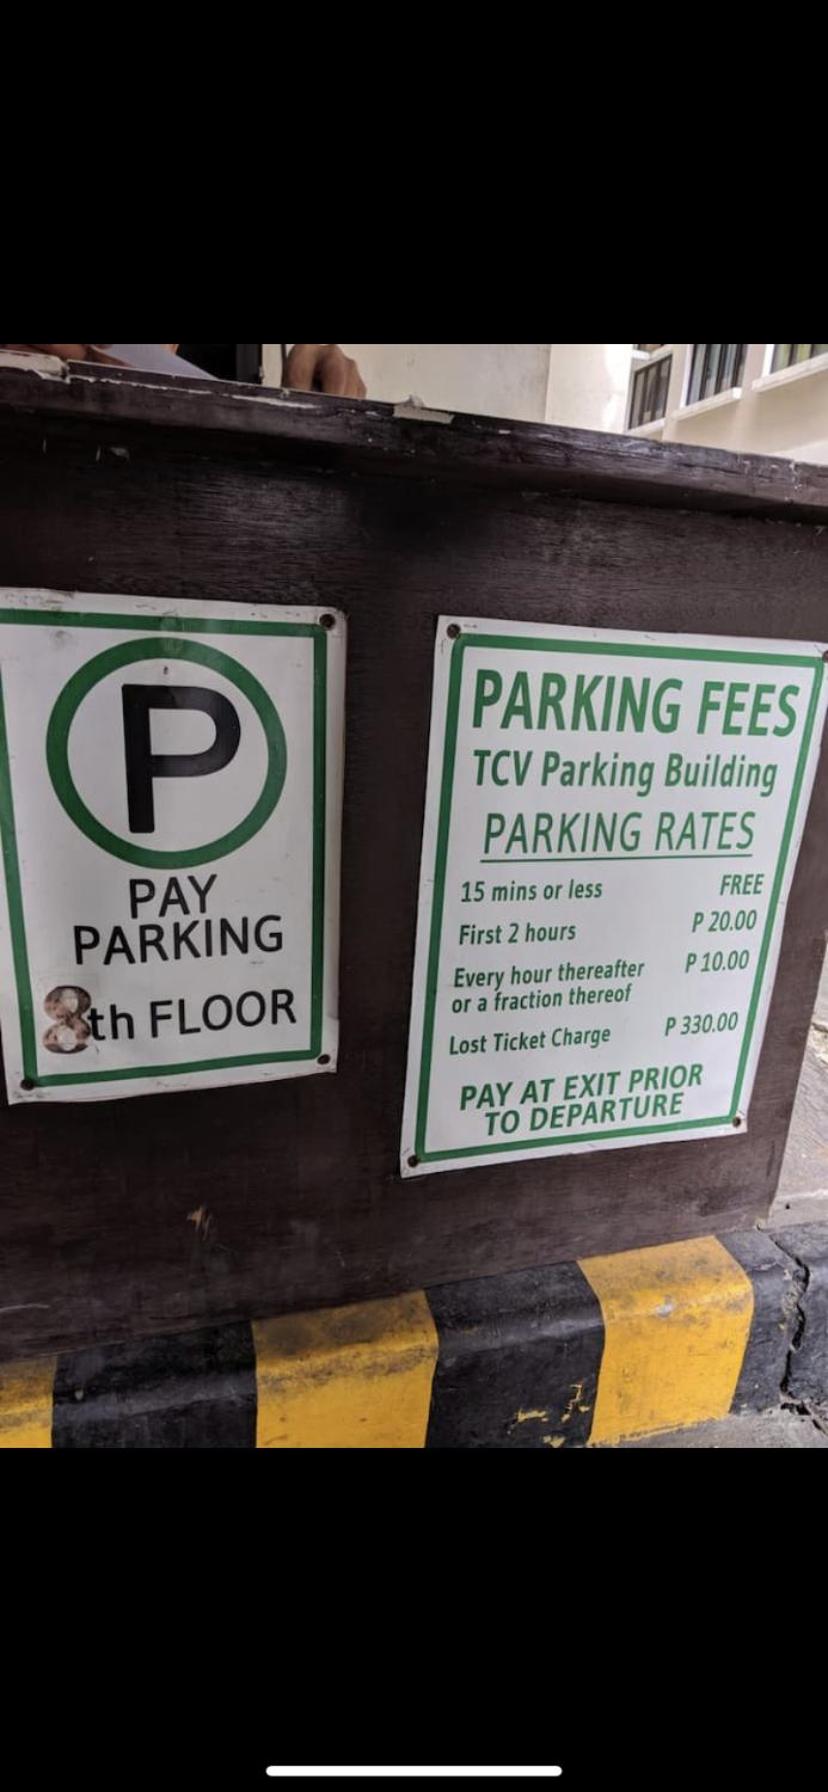 P
PAY
PARKING
8th FLOOR
PARKING FEES
TCV Parking Building
PARKING RATES
15 mins or less FREE
First 2 hours P 20.00
Every hour thereafter P 10.00
or a fraction thereof
Lost Ticket Charge P 330.00
PAY AT EXIT PRIOR
TO DEPARTURE